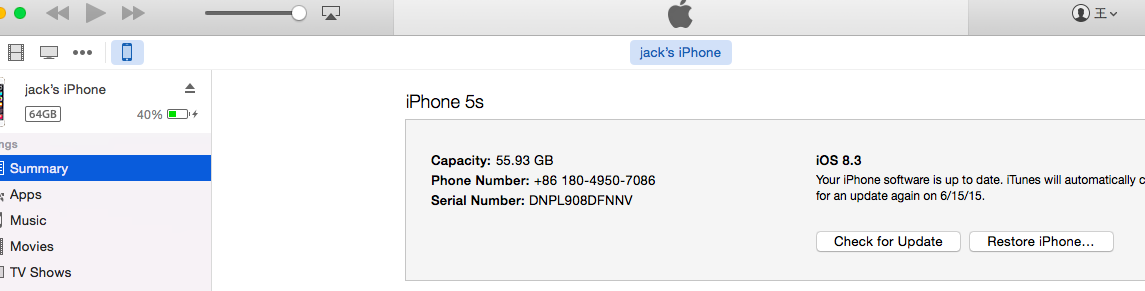 王
jack's iPhone
jack's iPhone
64GB
40%
ngs
Summary
Apps
Music
Movies
TV Shows
iPhone 5s
Capacity: 55.93 GB
Phone Number: +86 180-4950-7086
Serial Number: DNPL908DFNNV
iOS 8.3
Your iPhone software is up to date. iTunes will automatically c
for an update again on 6/15/15.
Check for Update
Restore iPhone...